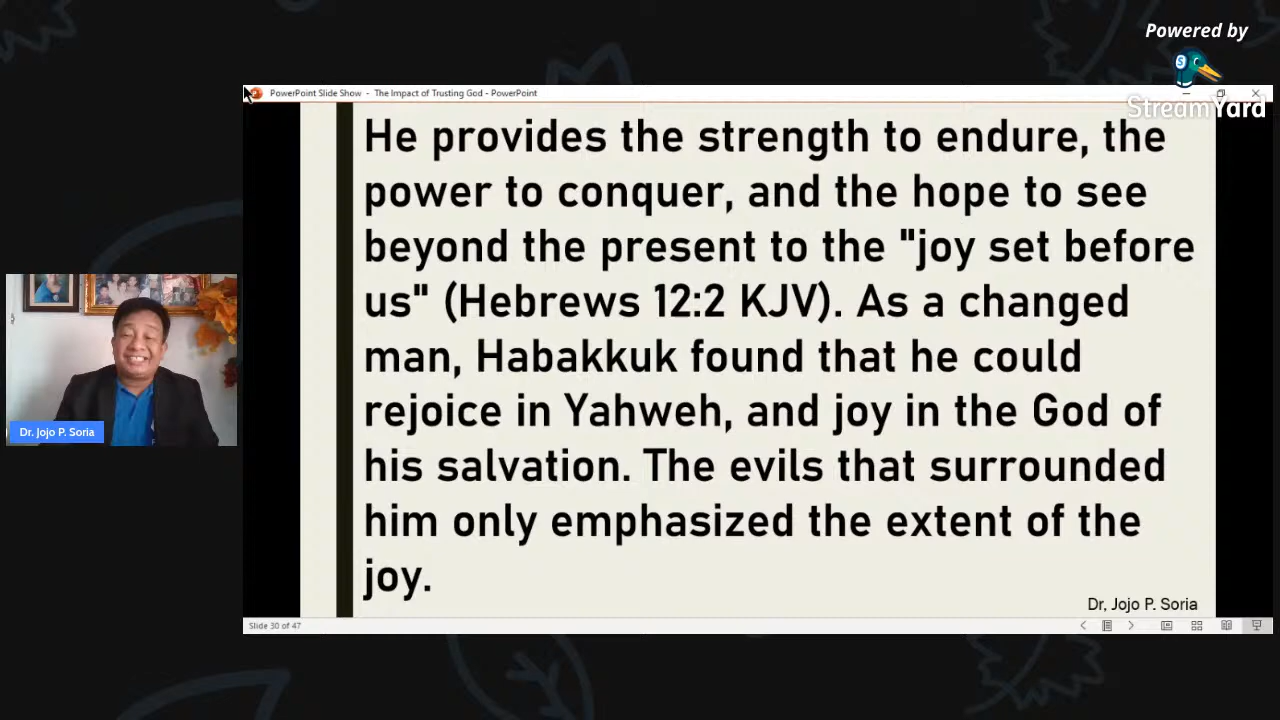 Powered by
StreamYard
PowerPoint Slide Show - The Impact of Trusting God - PowerPoint
He provides the strength to endure, the
power to conquer, and the hope to see
beyond the present to the "joy set before
us" (Hebrews 12:2 KJV). As a changed
man, Habakkuk found that he could
rejoice in Yahweh, and joy in the God of
his salvation. The evils that surrounded
him only emphasized the extent of the
joy.
Dr, Jojo P. Soria
Slide 30 of 47
Dr. Jojo P. Soria